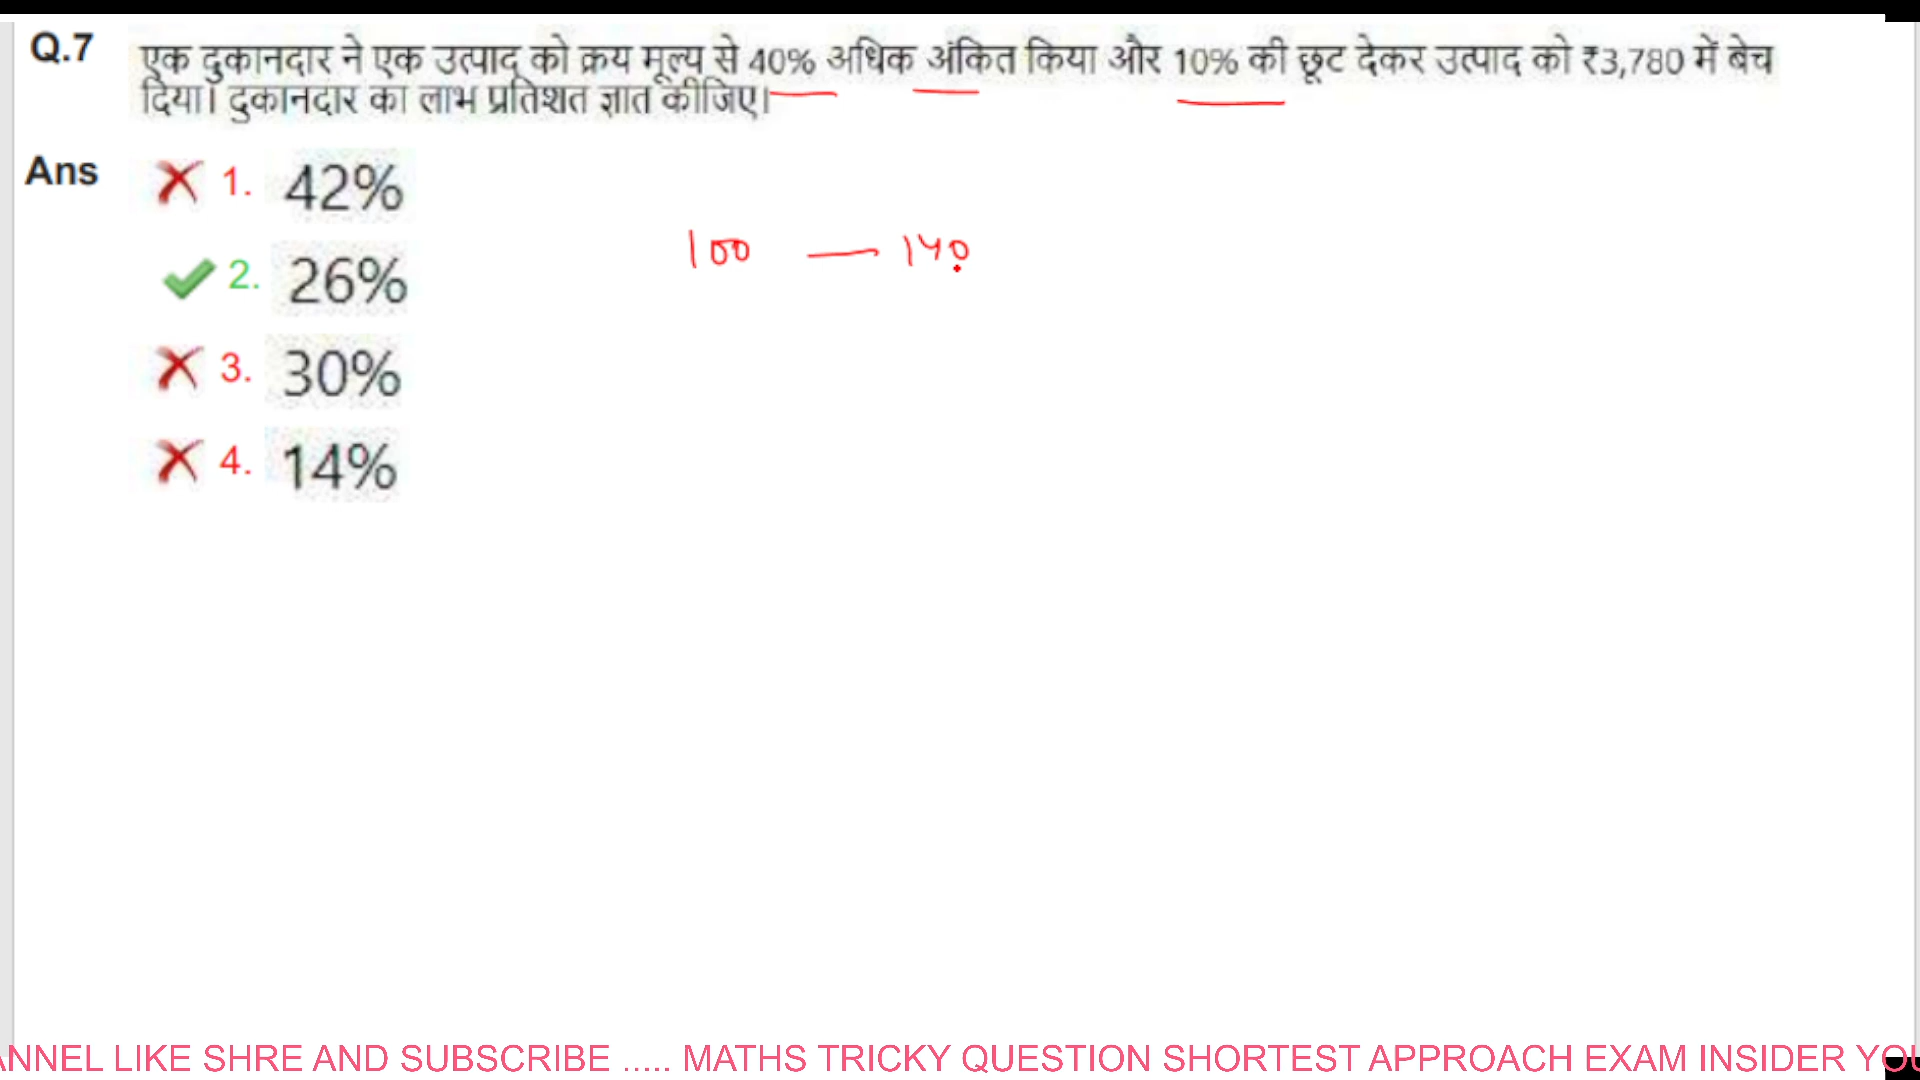 Q.7 एक दुकानदार ने एक उत्पाद को क्रय मूल्य से 40% अधिक अंकित किया और 10% की छूट देकर उत्पाद को ₹3,780 में बेच
दिया। दुकानदार का लाभ प्रतिशत ज्ञात कीजिए।
Ans 1. 42%
100 — 140
2. 26%
3. 30%
4. 14%
ANNEL LIKE SHRE AND SUBSCRIBE ..... MATHS TRICKY QUESTION SHORTEST APPROACH EXAM INSIDER YOU